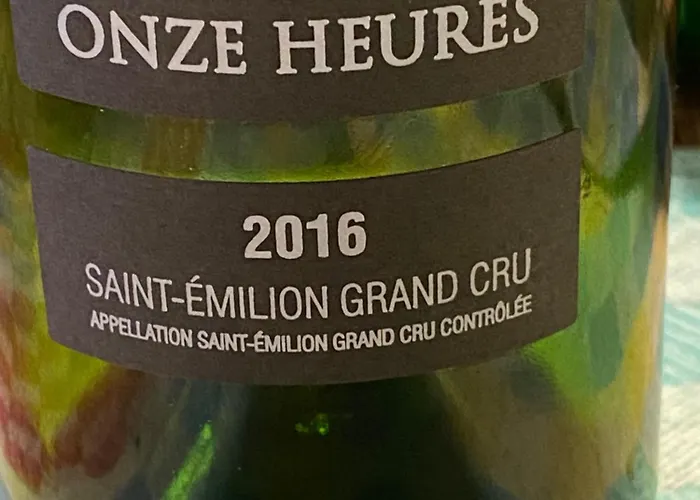 ONZE HEURES
2016
SAINT-ÉMILION GRAND CRU
APPELLATION SAINT-ÉMILION GRAND CRU CONTRÔLÉE